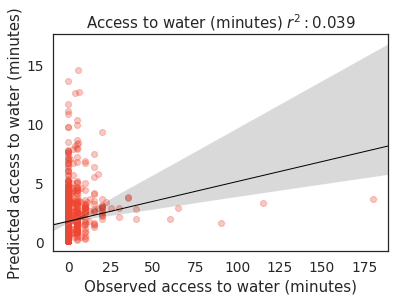 Access to water (minutes) r² : 0.039
Predicted access to water (minutes)
15
10
5
0
0 25 50 75 100 125 150 175
Observed access to water (minutes)